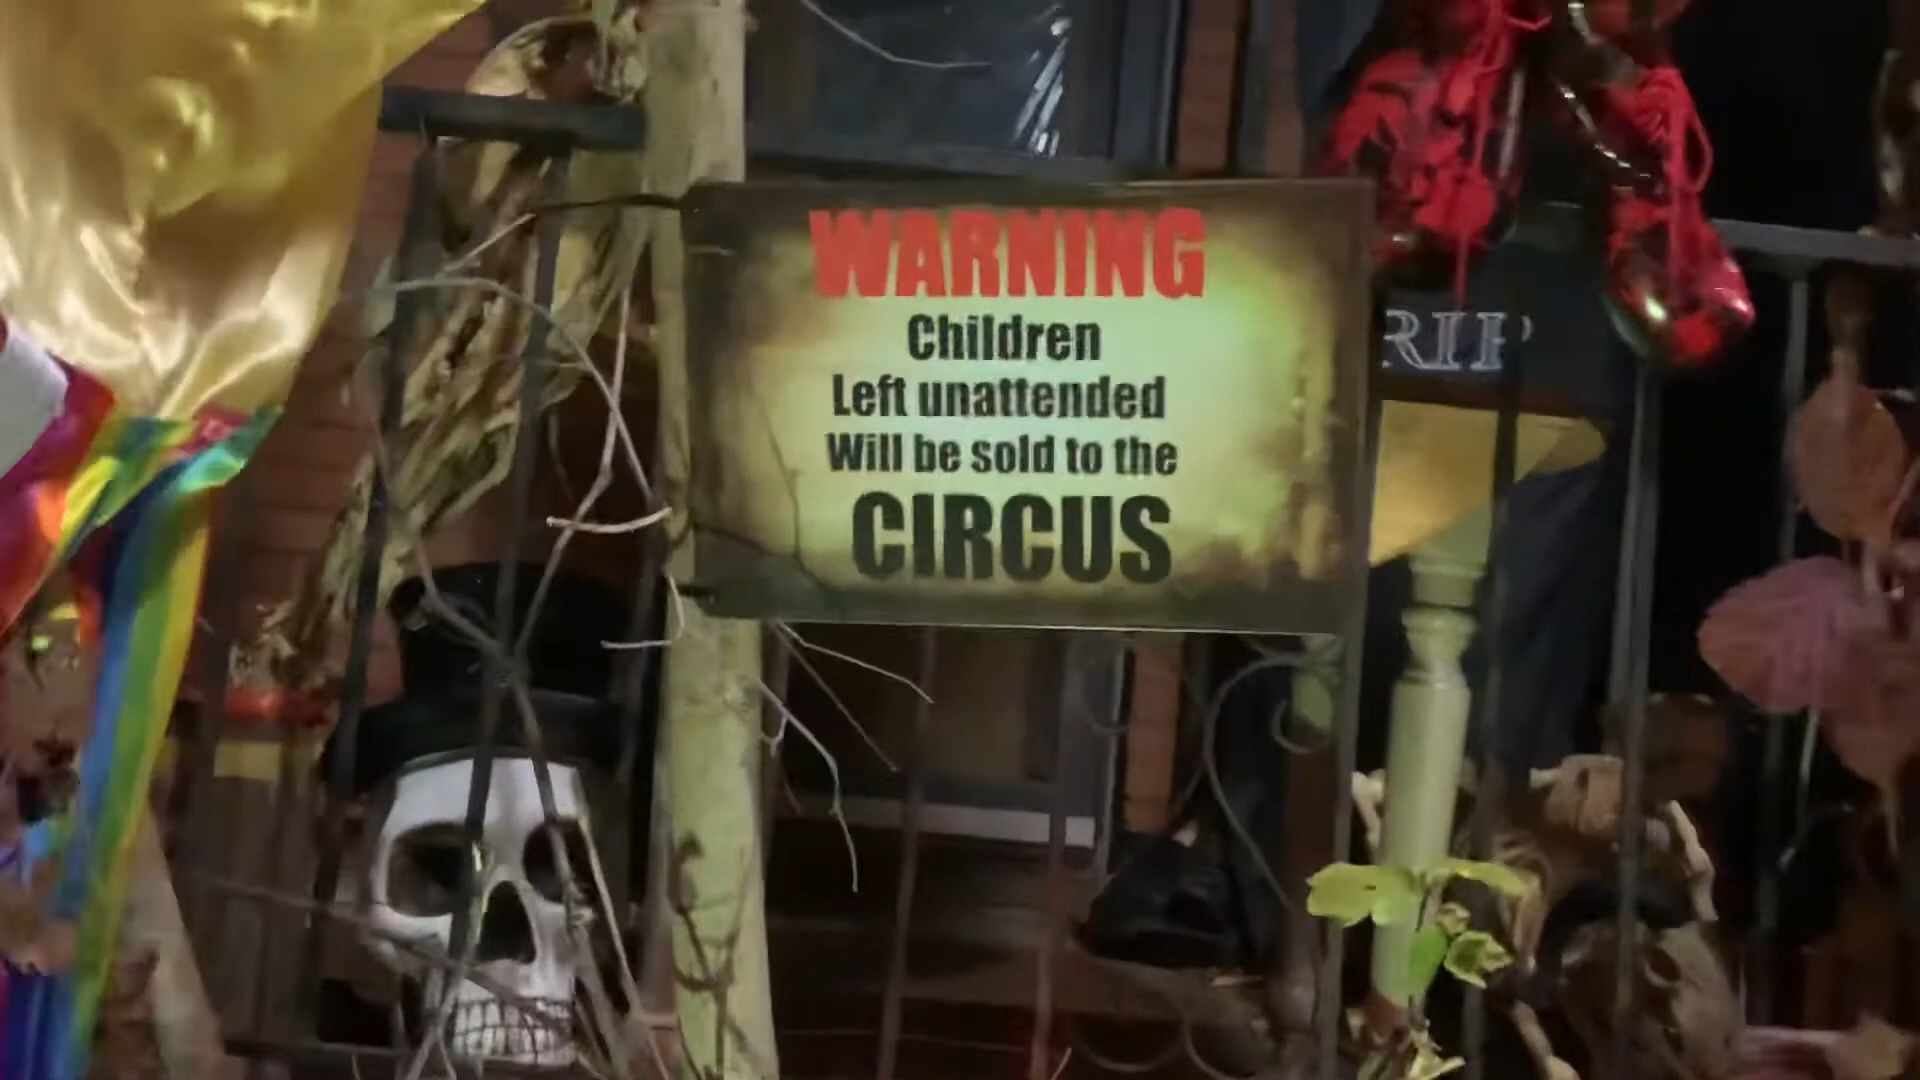 WARNING
Children
Left unattended
Will be sold to the
CIRCUS
RIP